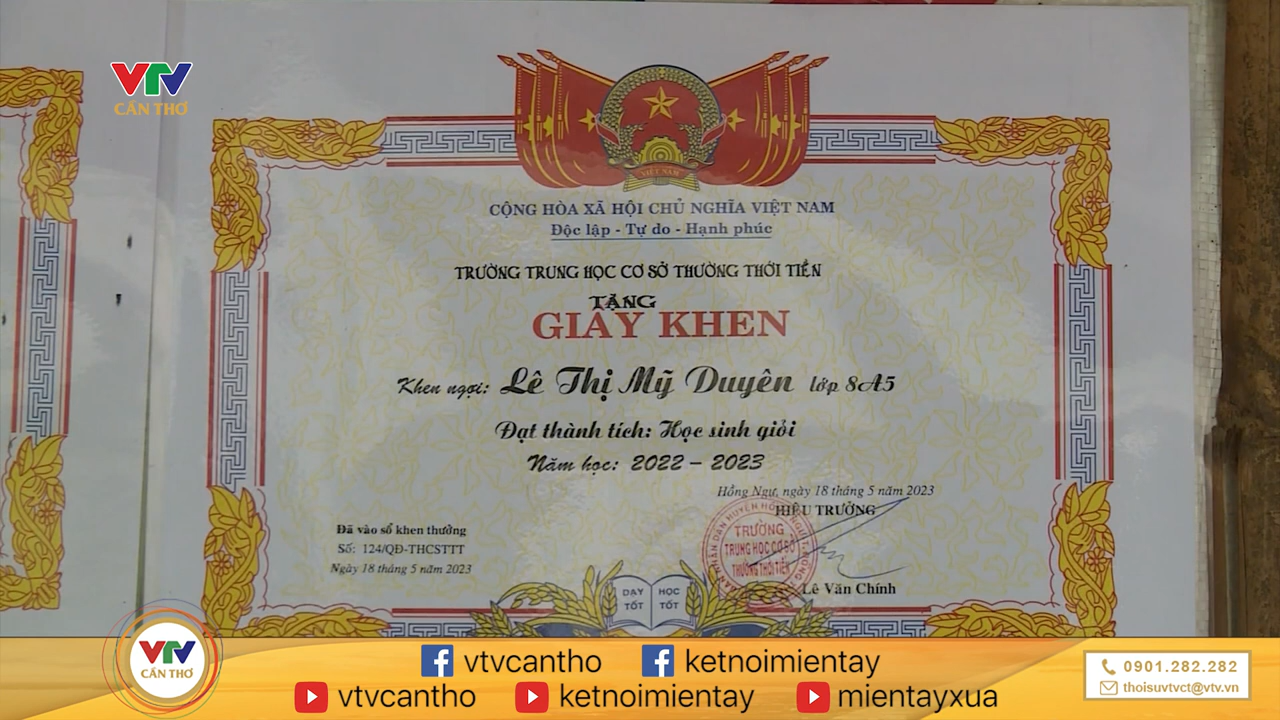 VTV
CẦN THƠ
VIỆT NAM
CỘNG HÒA XÃ HỘI CHỦ NGHĨA VIỆT NAM
Độc lập - Tự do - Hạnh phúc
TRƯỜNG TRUNG HỌC CƠ SỞ THƯỜNG THỚI TIỀN
TẶNG
GIẤY KHEN
Khen ngợi: Lê Thị Mỹ Duyên lớp 8A5
Đạt thành tích: Học sinh giỏi
Năm học: 2022 – 2023
Hồng Ngự, ngày 18 tháng 5 năm 2023
HIỆU TRƯỞNG
TRƯỜNG
TRUNG HỌC CƠ SỞ
THƯỜNG THỚI TIỀN
Lê Văn Chính
Đã vào sổ khen thưởng
Số: 124/QĐ-THCSTTT
Ngày 18 tháng 5 năm 2023
DẠY TỐT
HỌC TỐT
VTV
CẦN THƠ
vtvcantho ketnoimientay
vtvcantho ketnoimientay mientayxua
0901.282.282
thoisuvtvct@vtv.vn